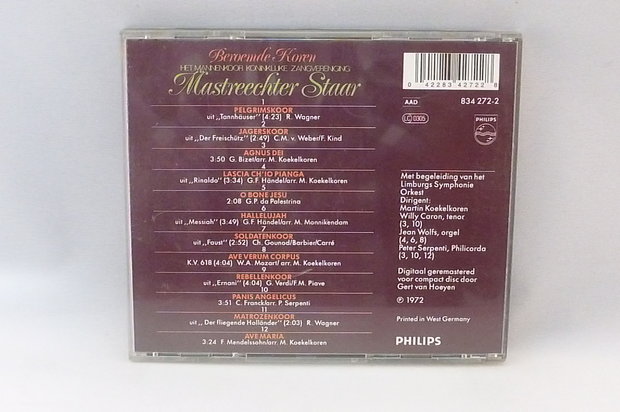 Beroemde Koren
HET MANNENKOOR KONINKLIJKE ZANGVERENIGING
Mastreechter Staar
1
PELGRIMSKOOR
uit ,,Tannhäuser'' (4:23) R. Wagner
2
JAGERSKOOR
uit ,,Der Freischütz'' (2:49) C.M. v. Weber/F. Kind
3
AGNUS DEI
3:50 G. Bizet/arr. M. Koekelkoren
4
LASCIA CH'IO PIANGA
uit ,,Rinaldo'' (3:34) G.F. Händel/arr. M. Koekelkoren
5
O BONE JESU
2:08 G.P. da Palestrina
6
HALLELUJAH
uit ,,Messiah'' (3:49) G.F. Händel/arr. M. Monnikendam
7
SOLDATENKOOR
uit ,,Faust'' (2:52) Ch. Gounod/Barbier/Carré
8
AVE VERUM CORPUS
K.V. 618 (4:04) W.A. Mozart/arr. M. Koekelkoren
9
REBELLENKOOR
uit ,,Ernani'' (4:04) G. Verdi/F.M. Piave
10
PANIS ANGELICUS
3:51 C. Franck/arr. P. Serpenti
11
MATROZENKOOR
uit ,,Der fliegende Holländer'' (2:03) R. Wagner
12
AVE MARIA
3:24 F. Mendelssohn/arr. M. Koekelkoren
0 42283 42722 8
AAD
834 272-2
LC 0305
PHILIPS
Met begeleiding van het
Limburgs Symphonie
Orkest
Dirigent:
Martin Koekelkoren
Willy Caron, tenor
(3, 10)
Jean Wolfs, orgel
(4, 6, 8)
Peter Serpenti, Philicorda
(3, 10, 12)
Digitaal geremastered
voor compact disc door
Gert van Hoeyen
℗ 1972
Printed in West Germany
PHILIPS